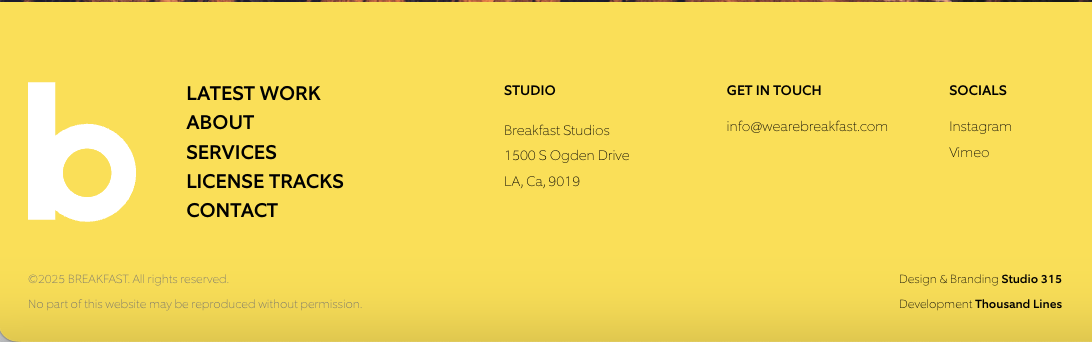 b
LATEST WORK
ABOUT
SERVICES
LICENSE TRACKS
CONTACT
STUDIO
Breakfast Studios
1500 S Ogden Drive
LA, Ca, 9019
GET IN TOUCH
info@wearebreakfast.com
SOCIALS
Instagram
Vimeo
©2025 BREAKFAST. All rights reserved.
No part of this website may be reproduced without permission.
Design & Branding Studio 315
Development Thousand Lines